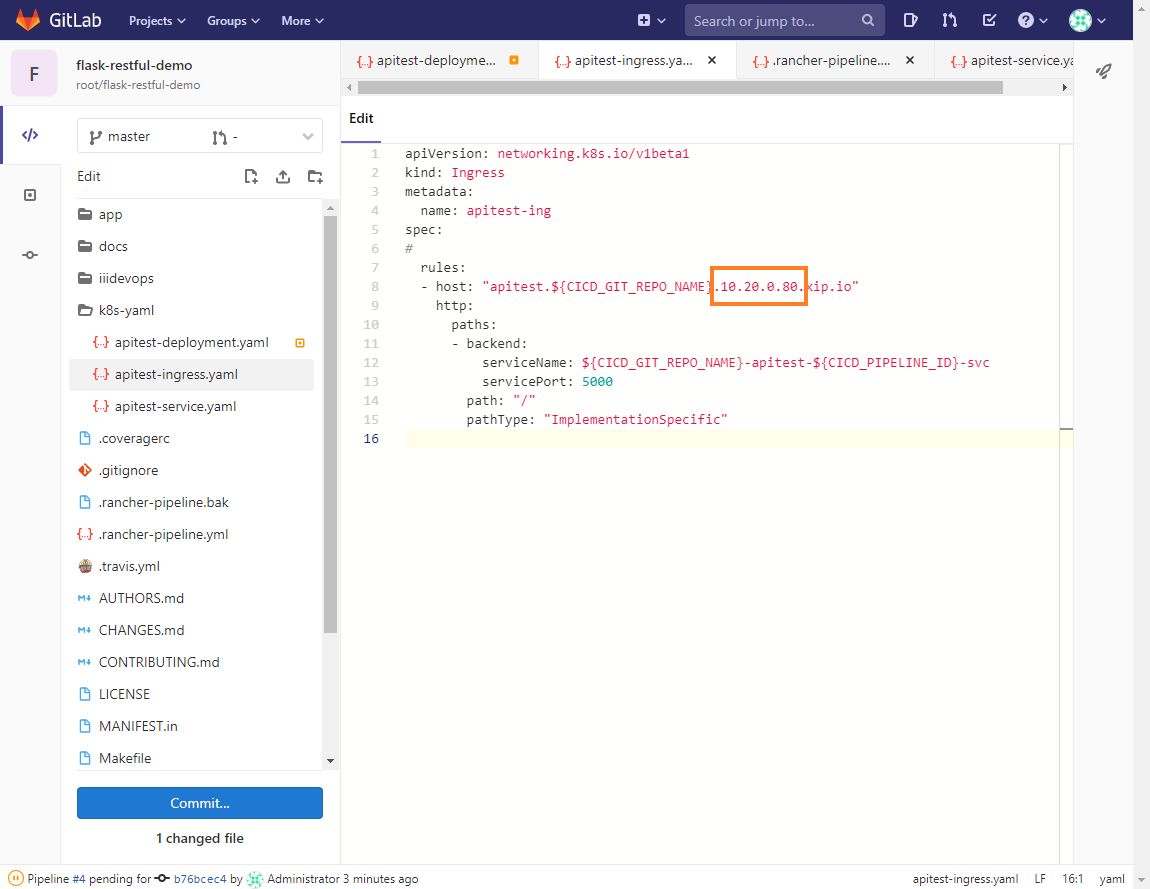 GitLab Projects Groups More Search or jump to...
F
flask-restful-demo
root/flask-restful-demo
master -
Edit
app
docs
iiidevops
k8s-yaml
{..} apitest-deployment.yaml
{..} apitest-ingress.yaml
{..} apitest-service.yaml
.coveragerc
.gitignore
.rancher-pipeline.bak
{..} .rancher-pipeline.yml
.travis.yml
M↓ AUTHORS.md
M↓ CHANGES.md
M↓ CONTRIBUTING.md
LICENSE
MANIFEST.in
Makefile
Commit...
1 changed file
{..} apitest-deployme... {..} apitest-ingress.ya... {..} .rancher-pipeline.... {..} apitest-service.ya
Edit
1 apiVersion: networking.k8s.io/v1beta1
2 kind: Ingress
3 metadata:
4 name: apitest-ing
5 spec:
6 #
7 rules:
8 - host: "apitest.${CICD_GIT_REPO_NAME}.10.20.0.80.xip.io"
9 http:
10 paths:
11 - backend:
12 serviceName: ${CICD_GIT_REPO_NAME}-apitest-${CICD_PIPELINE_ID}-svc
13 servicePort: 5000
14 path: "/"
15 pathType: "ImplementationSpecific"
16
Pipeline #4 pending for b76bcec4 by Administrator 3 minutes ago apitest-ingress.yaml LF 16:1 yaml